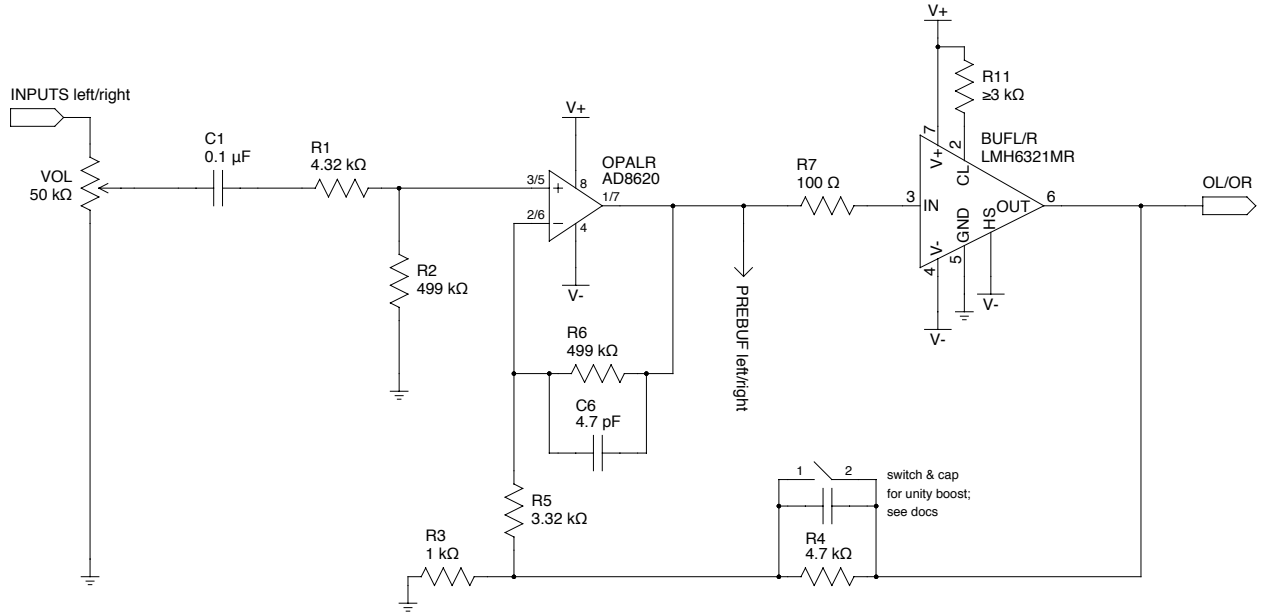 V+
INPUTS left/right
R11
≥3 kΩ
C1
0.1 µF
R1
4.32 kΩ
V+
7
2
BUFL/R
LMH6321MR
VOL
50 kΩ
OPALR
AD8620
R7
100 Ω
V+
CL
OL/OR
3/5
+
8
1/7
3
IN
OUT
6
2/6
−
4
GND
HS
V-
4
5
R2
499 kΩ
V-
V-
V-
PREBUF left/right
R6
499 kΩ
C6
4.7 pF
1
2
switch & cap
for unity boost;
see docs
R5
3.32 kΩ
R3
1 kΩ
R4
4.7 kΩ